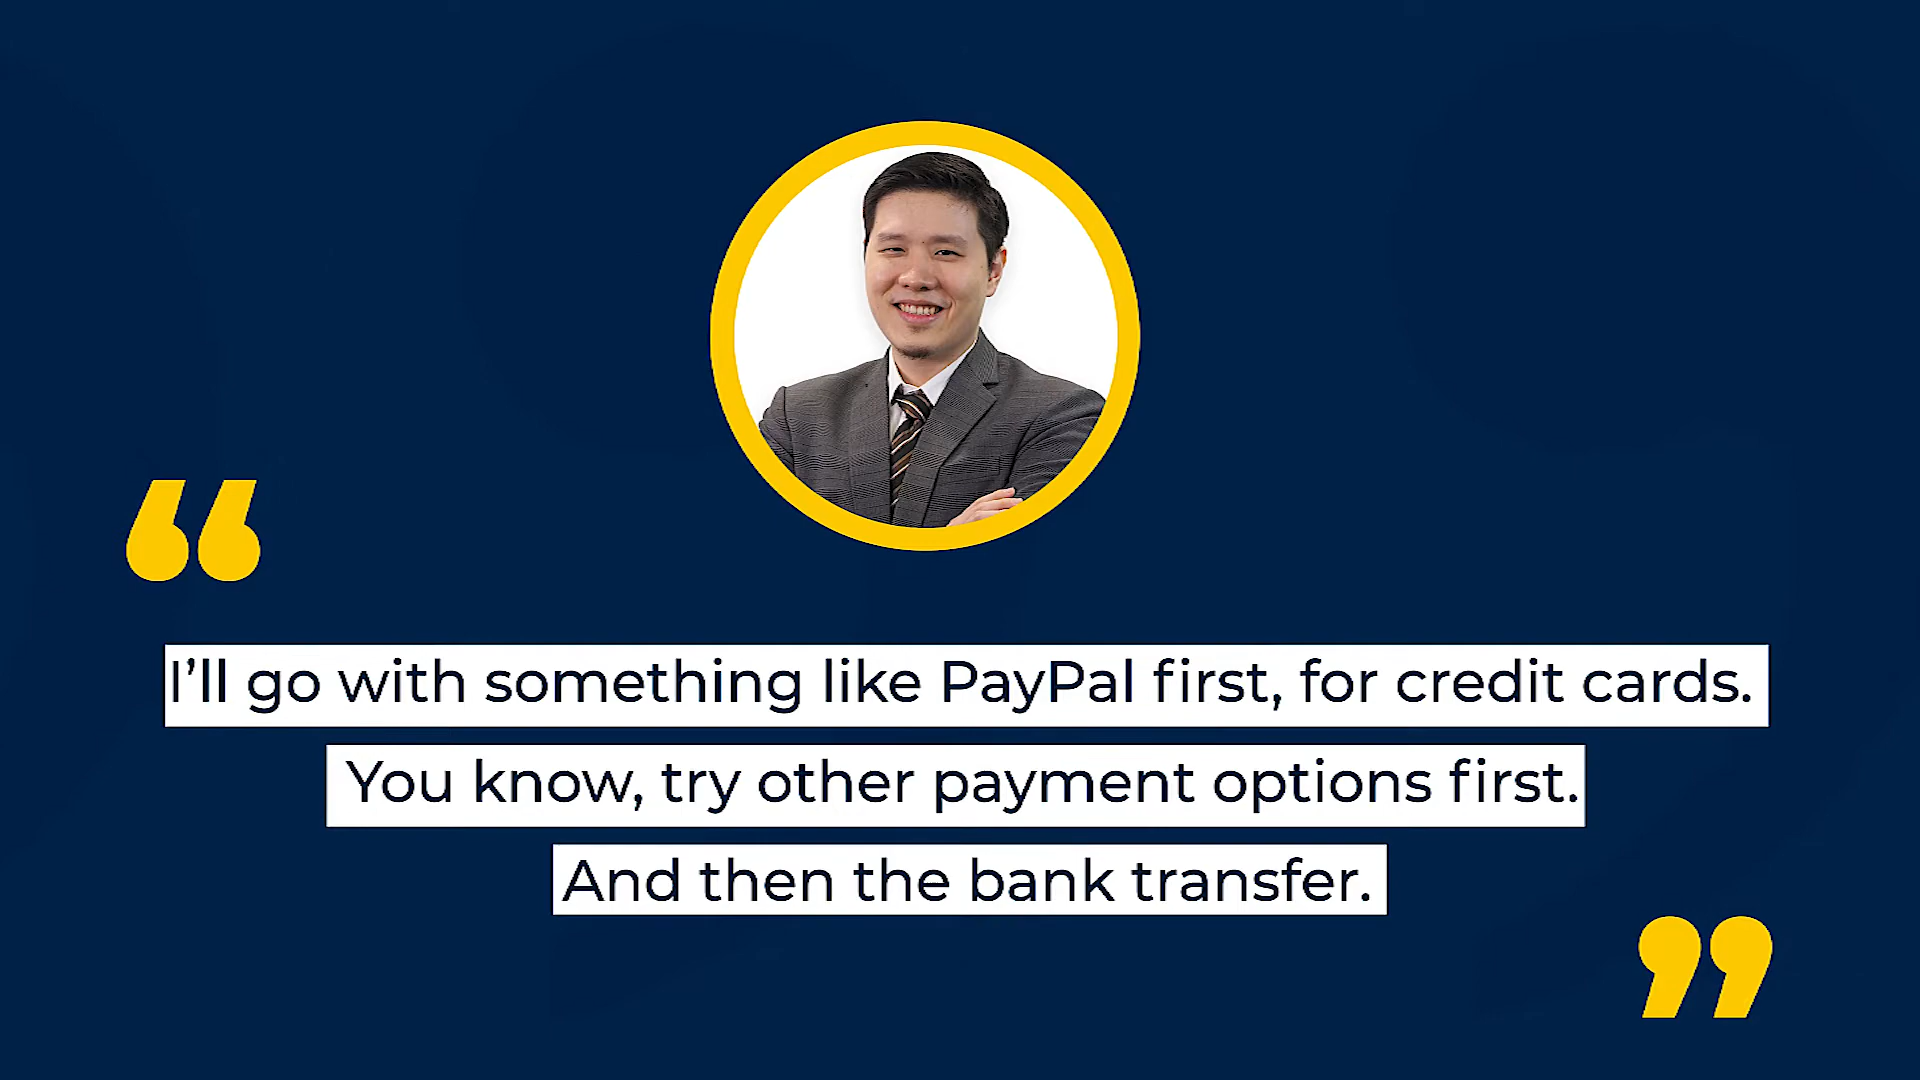 “
I’ll go with something like PayPal first, for credit cards.
You know, try other payment options first.
And then the bank transfer.
”